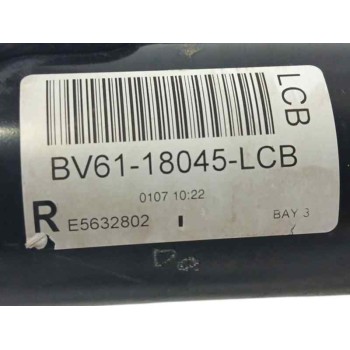 LCB
BV61-18045-LCB
0107 10:22
R E5632802 I BAY 3